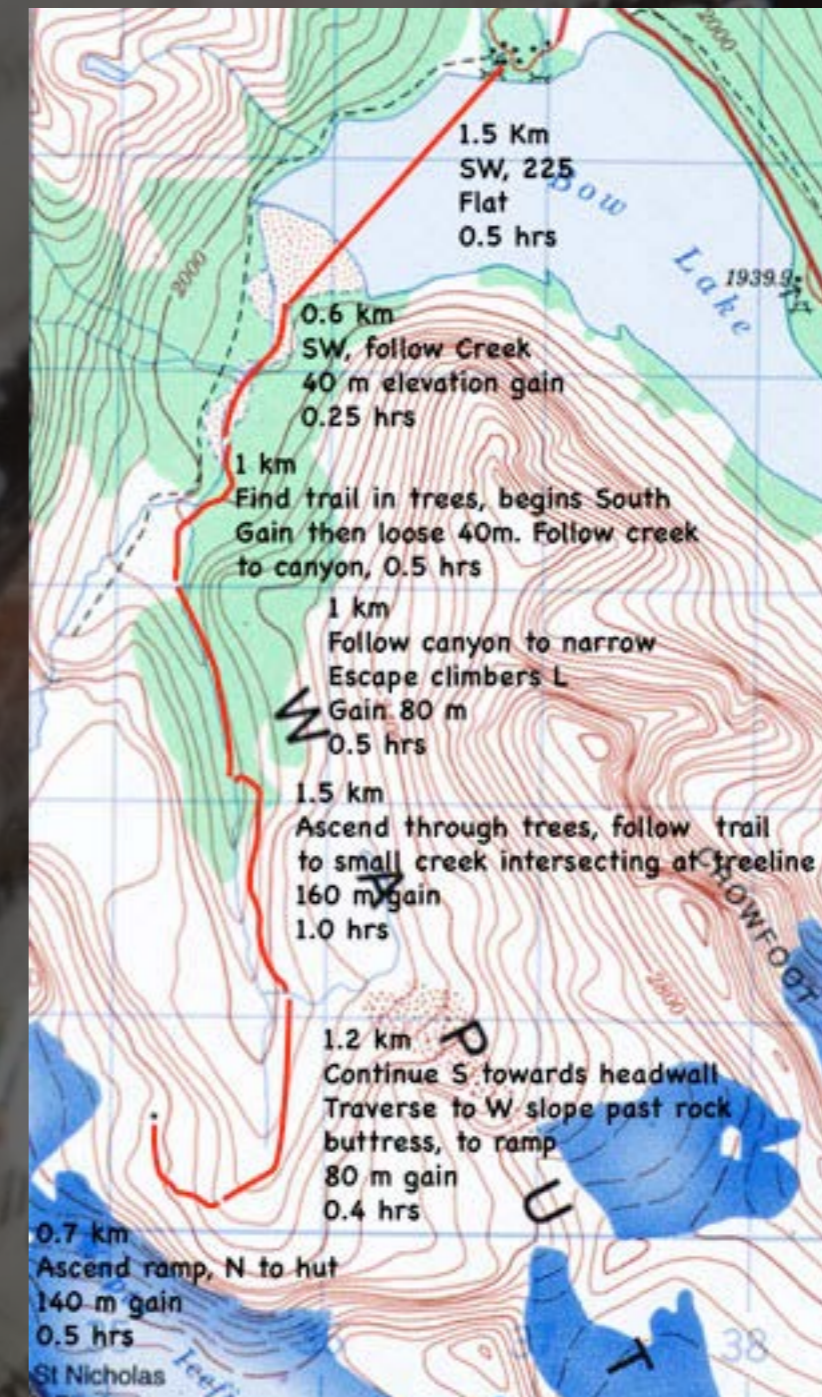 2000
1.5 Km
SW, 225
Flat
0.5 hrs
Bow
Lake
1939.9
2000
0.6 km
SW, follow Creek
40 m elevation gain
0.25 hrs
1 km
Find trail in trees, begins South
Gain then loose 40m. Follow creek
to canyon, 0.5 hrs
1 km
Follow canyon to narrow
Escape climbers L
Gain 80 m
0.5 hrs
1.5 km
Ascend through trees, follow trail
to small creek intersecting at treeline
160 m gain
1.0 hrs
CROWFOOT
2600
1.2 km
Continue S towards headwall
Traverse to W slope past rock
buttress, to ramp
80 m gain
0.4 hrs
W
A
P
U
T
0.7 km
Ascend ramp, N to hut
140 m gain
0.5 hrs
38
St Nicholas